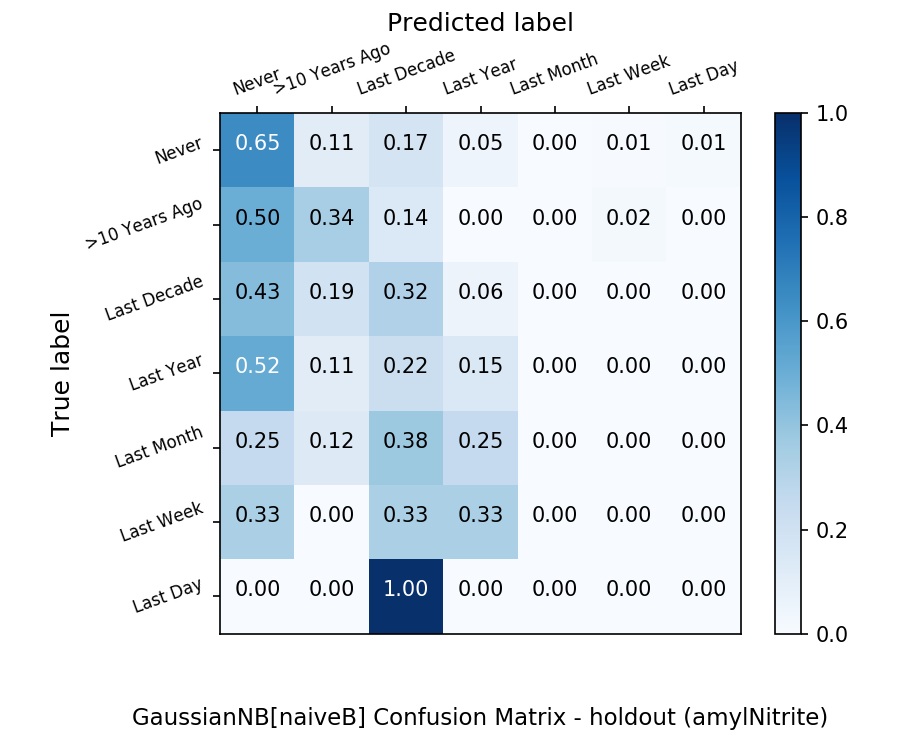 Predicted label
Never
>10 Years Ago
Last Decade
Last Year
Last Month
Last Week
Last Day
1.0
0.8
0.6
0.4
0.2
0.0
True label
Never 0.65 0.11 0.17 0.05 0.00 0.01 0.01
>10 Years Ago 0.50 0.34 0.14 0.00 0.00 0.02 0.00
Last Decade 0.43 0.19 0.32 0.06 0.00 0.00 0.00
Last Year 0.52 0.11 0.22 0.15 0.00 0.00 0.00
Last Month 0.25 0.12 0.38 0.25 0.00 0.00 0.00
Last Week 0.33 0.00 0.33 0.33 0.00 0.00 0.00
Last Day 0.00 0.00 1.00 0.00 0.00 0.00 0.00
GaussianNB[naiveB] Confusion Matrix - holdout (amylNitrite)